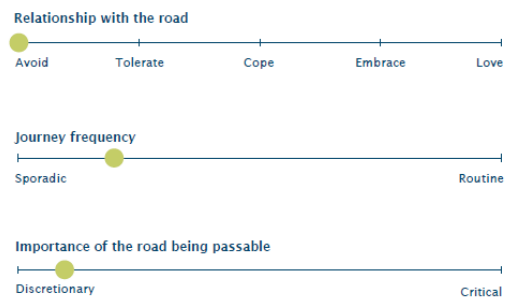 Relationship with the road
Avoid Tolerate Cope Embrace Love
Journey frequency
Sporadic Routine
Importance of the road being passable
Discretionary Critical